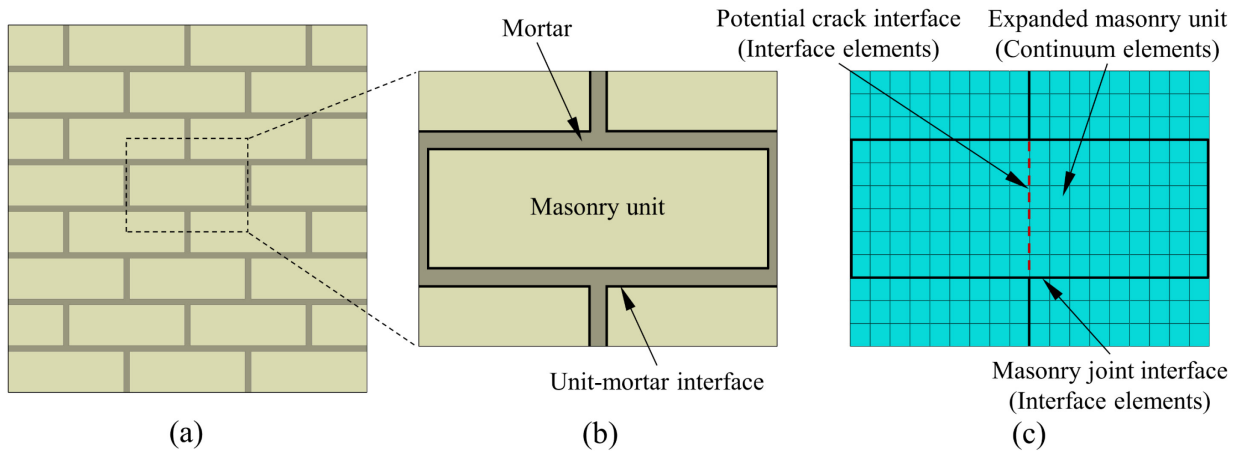 Mortar
Masonry unit
Unit-mortar interface
Potential crack interface
(Interface elements)
Expanded masonry unit
(Continuum elements)
Masonry joint interface
(Interface elements)
(a)
(b)
(c)